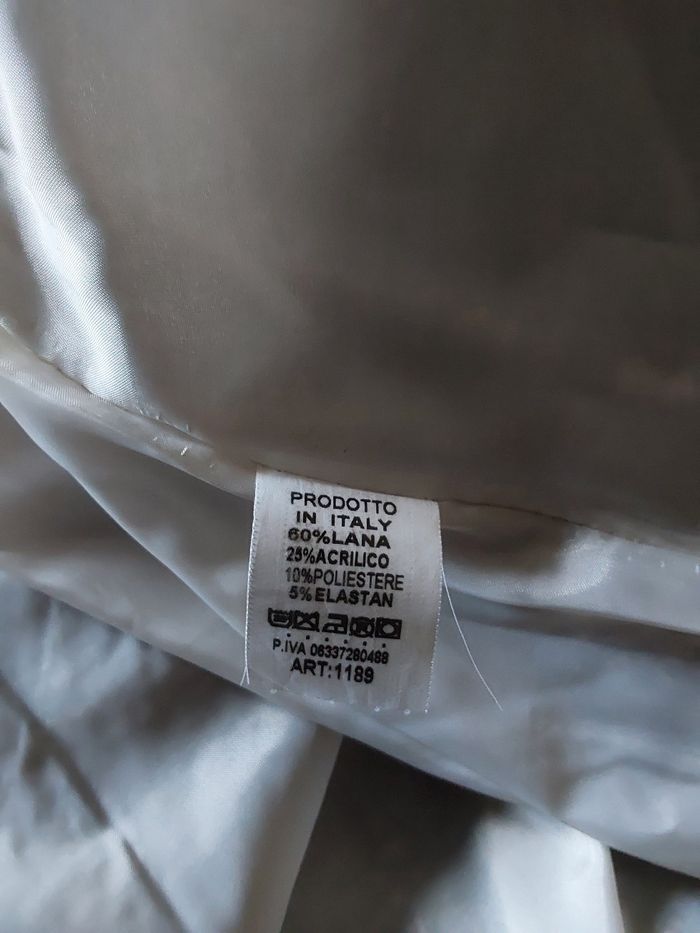 PRODOTTO
IN ITALY
60%LANA
25%ACRILICO
10%POLIESTERE
5%ELASTAN
P.IVA 06337280488
ART:1189